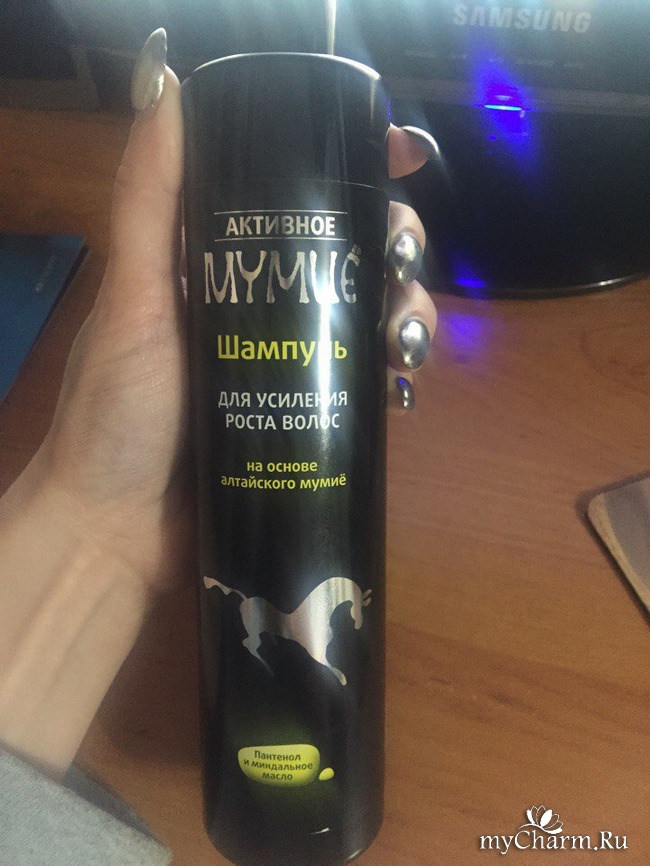 SAMSUNG
АКТИВНОЕ
МУМИЁ
Шампунь
ДЛЯ УСИЛЕНИЯ
РОСТА ВОЛОС
на основе
алтайского мумиё
Пантенол
и миндальное
масло
myCharm.Ru